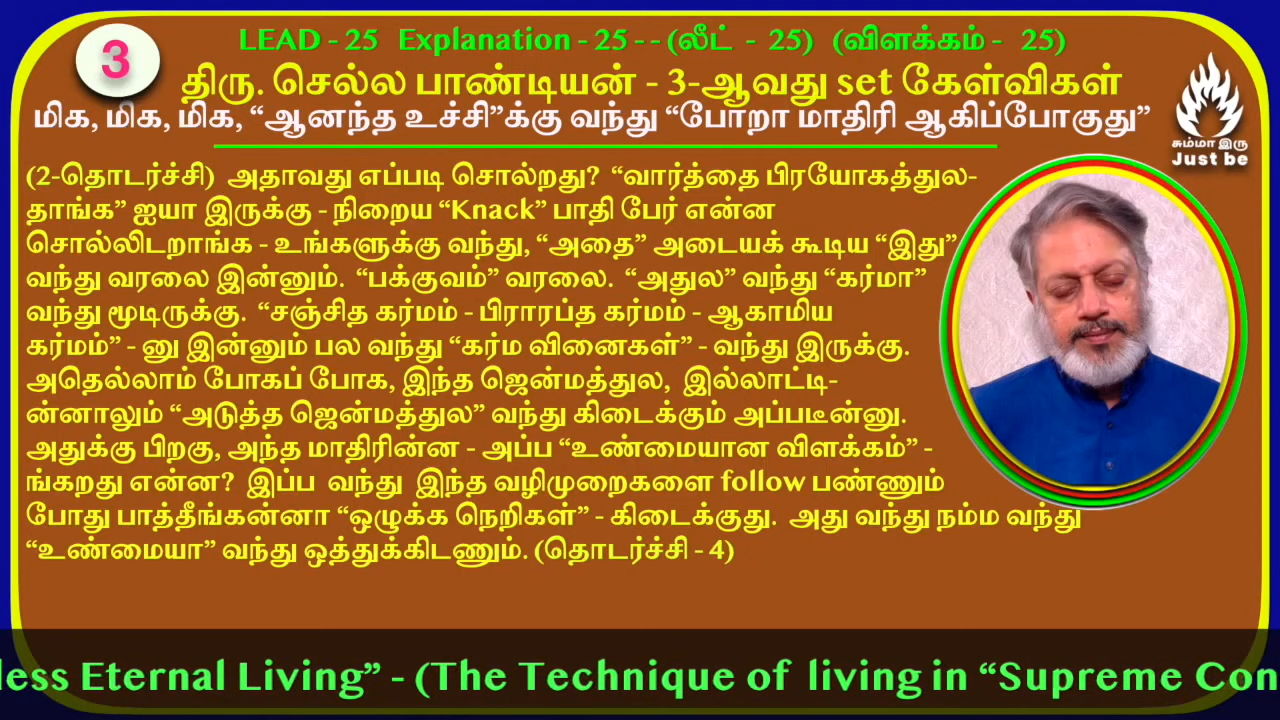 3
LEAD - 25 Explanation - 25 - - (லீட் - 25) (விளக்கம் - 25)
திரு. செல்ல பாண்டியன் - 3-ஆவது set கேள்விகள்
மிக, மிக, மிக, “ஆனந்த உச்சி”க்கு வந்து “போறா மாதிரி ஆகிப்போகுது”
சும்மா இரு
Just be
(2-தொடர்ச்சி) அதாவது எப்படி சொல்றது? “வார்த்தை பிரயோகத்துல-
தாங்க” ஐயா இருக்கு - நிறைய “Knack” பாதி பேர் என்ன
சொல்லிடறாங்க - உங்களுக்கு வந்து, “அதை” அடையக் கூடிய “இது”
வந்து வரலை இன்னும். “பக்குவம்” வரலை. “அதுல” வந்து “கர்மா”
வந்து மூடிருக்கு. “சஞ்சித கர்மம் - பிராரப்த கர்மம் - ஆகாமிய
கர்மம்” - னு இன்னும் பல வந்து “கர்ம வினைகள்” - வந்து இருக்கு.
அதெல்லாம் போகப் போக, இந்த ஜென்மத்துல, இல்லாட்டி-
ன்னாலும் “அடுத்த ஜென்மத்துல” வந்து கிடைக்கும் அப்படீன்னு.
அதுக்கு பிறகு, அந்த மாதிரின்ன - அப்ப “உண்மையான விளக்கம்” -
ங்கறது என்ன? இப்ப வந்து இந்த வழிமுறைகளை follow பண்ணும்
போது பாத்தீங்கன்னா “ஒழுக்க நெறிகள்” - கிடைக்குது. அது வந்து நம்ம வந்து
“உண்மையா” வந்து ஒத்துக்கிடணும். (தொடர்ச்சி - 4)
less Eternal Living” - (The Technique of living in “Supreme Con